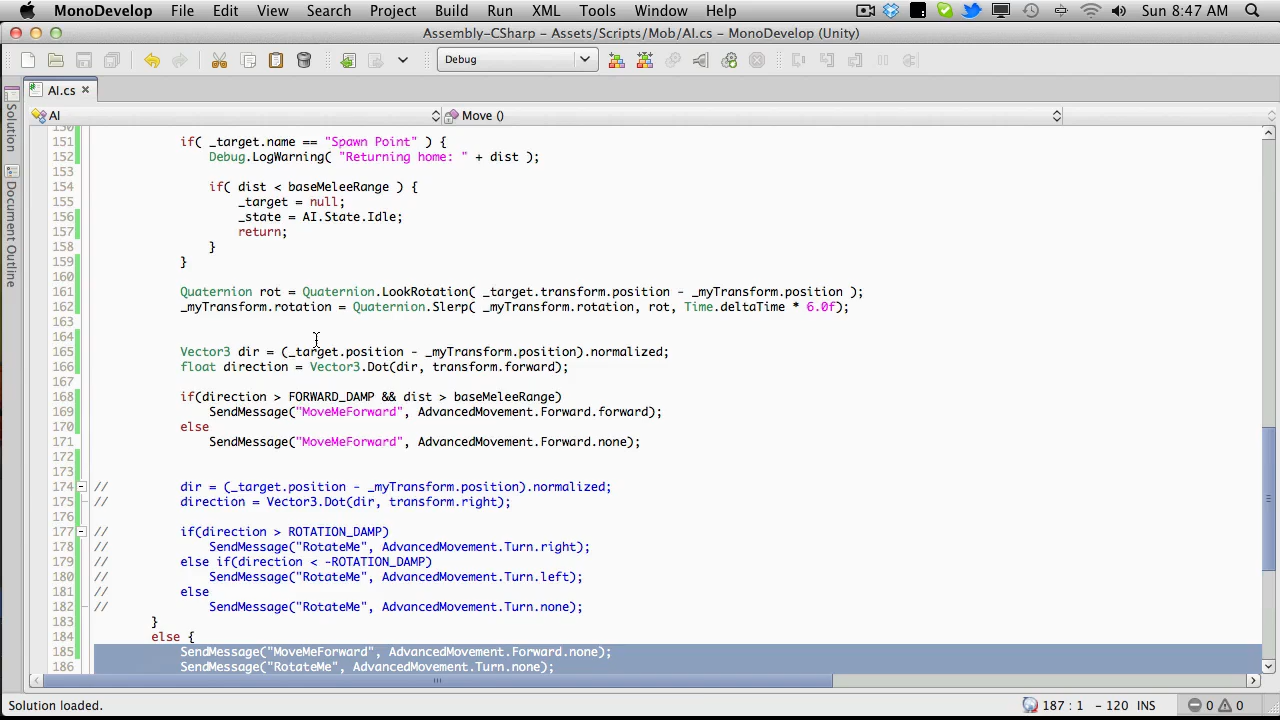 MonoDevelop File Edit View Search Project Build Run XML Tools Window Help Sun 8:47 AM
Assembly-CSharp – Assets/Scripts/Mob/AI.cs – MonoDevelop (Unity)
Debug
AI.cs
AI Move ()
Solution
Document Outline
150
151 if( _target.name == "Spawn Point" ) {
152 Debug.LogWarning( "Returning home: " + dist );
153
154 if( dist < baseMeleeRange ) {
155 _target = null;
156 _state = AI.State.Idle;
157 return;
158 }
159 }
160
161 Quaternion rot = Quaternion.LookRotation( _target.transform.position - _myTransform.position );
162 _myTransform.rotation = Quaternion.Slerp( _myTransform.rotation, rot, Time.deltaTime * 6.0f);
163
164
165 Vector3 dir = (_target.position - _myTransform.position).normalized;
166 float direction = Vector3.Dot(dir, transform.forward);
167
168 if(direction > FORWARD_DAMP && dist > baseMeleeRange)
169 SendMessage("MoveMeForward", AdvancedMovement.Forward.forward);
170 else
171 SendMessage("MoveMeForward", AdvancedMovement.Forward.none);
172
173
174 // dir = (_target.position - _myTransform.position).normalized;
175 // direction = Vector3.Dot(dir, transform.right);
176
177 // if(direction > ROTATION_DAMP)
178 // SendMessage("RotateMe", AdvancedMovement.Turn.right);
179 // else if(direction < -ROTATION_DAMP)
180 // SendMessage("RotateMe", AdvancedMovement.Turn.left);
181 // else
182 // SendMessage("RotateMe", AdvancedMovement.Turn.none);
183 }
184 else {
185 SendMessage("MoveMeForward", AdvancedMovement.Forward.none);
186 SendMessage("RotateMe", AdvancedMovement.Turn.none);
Solution loaded. 187 : 1 - 120 INS 0 0